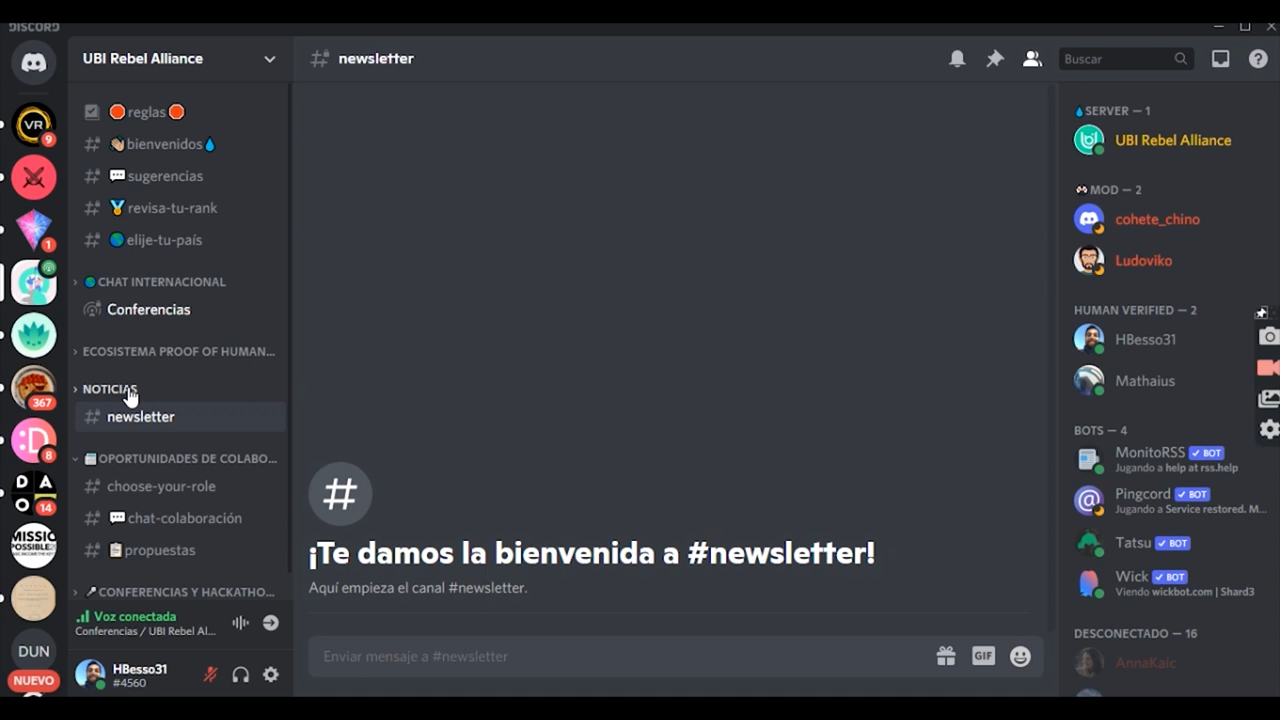 DISCORD
UBI Rebel Alliance
newsletter
Buscar
reglas
bienvenidos
sugerencias
revisa-tu-rank
elije-tu-país
CHAT INTERNACIONAL
Conferencias
ECOSISTEMA PROOF OF HUMAN...
NOTICIAS
newsletter
OPORTUNIDADES DE COLABO...
choose-your-role
chat-colaboración
propuestas
CONFERENCIAS Y HACKATHO...
Voz conectada
Conferencias / UBI Rebel Al...
HBesso31
#4560
VR
9
1
367
8
D A
O 14
MISSIC
POSSIBLE
DUN
NUEVO
¡Te damos la bienvenida a #newsletter!
Aquí empieza el canal #newsletter.
Enviar mensaje a #newsletter
GIF
SERVER — 1
UBI Rebel Alliance
MOD — 2
cohete_chino
Ludoviko
HUMAN VERIFIED — 2
HBesso31
Mathaius
BOTS — 4
MonitoRSS BOT
Jugando a help at rss.help
Pingcord BOT
Jugando a Service restored. M...
Tatsu BOT
Wick BOT
Viendo wickbot.com | Shard3
DESCONECTADO — 16
AnnaKaic